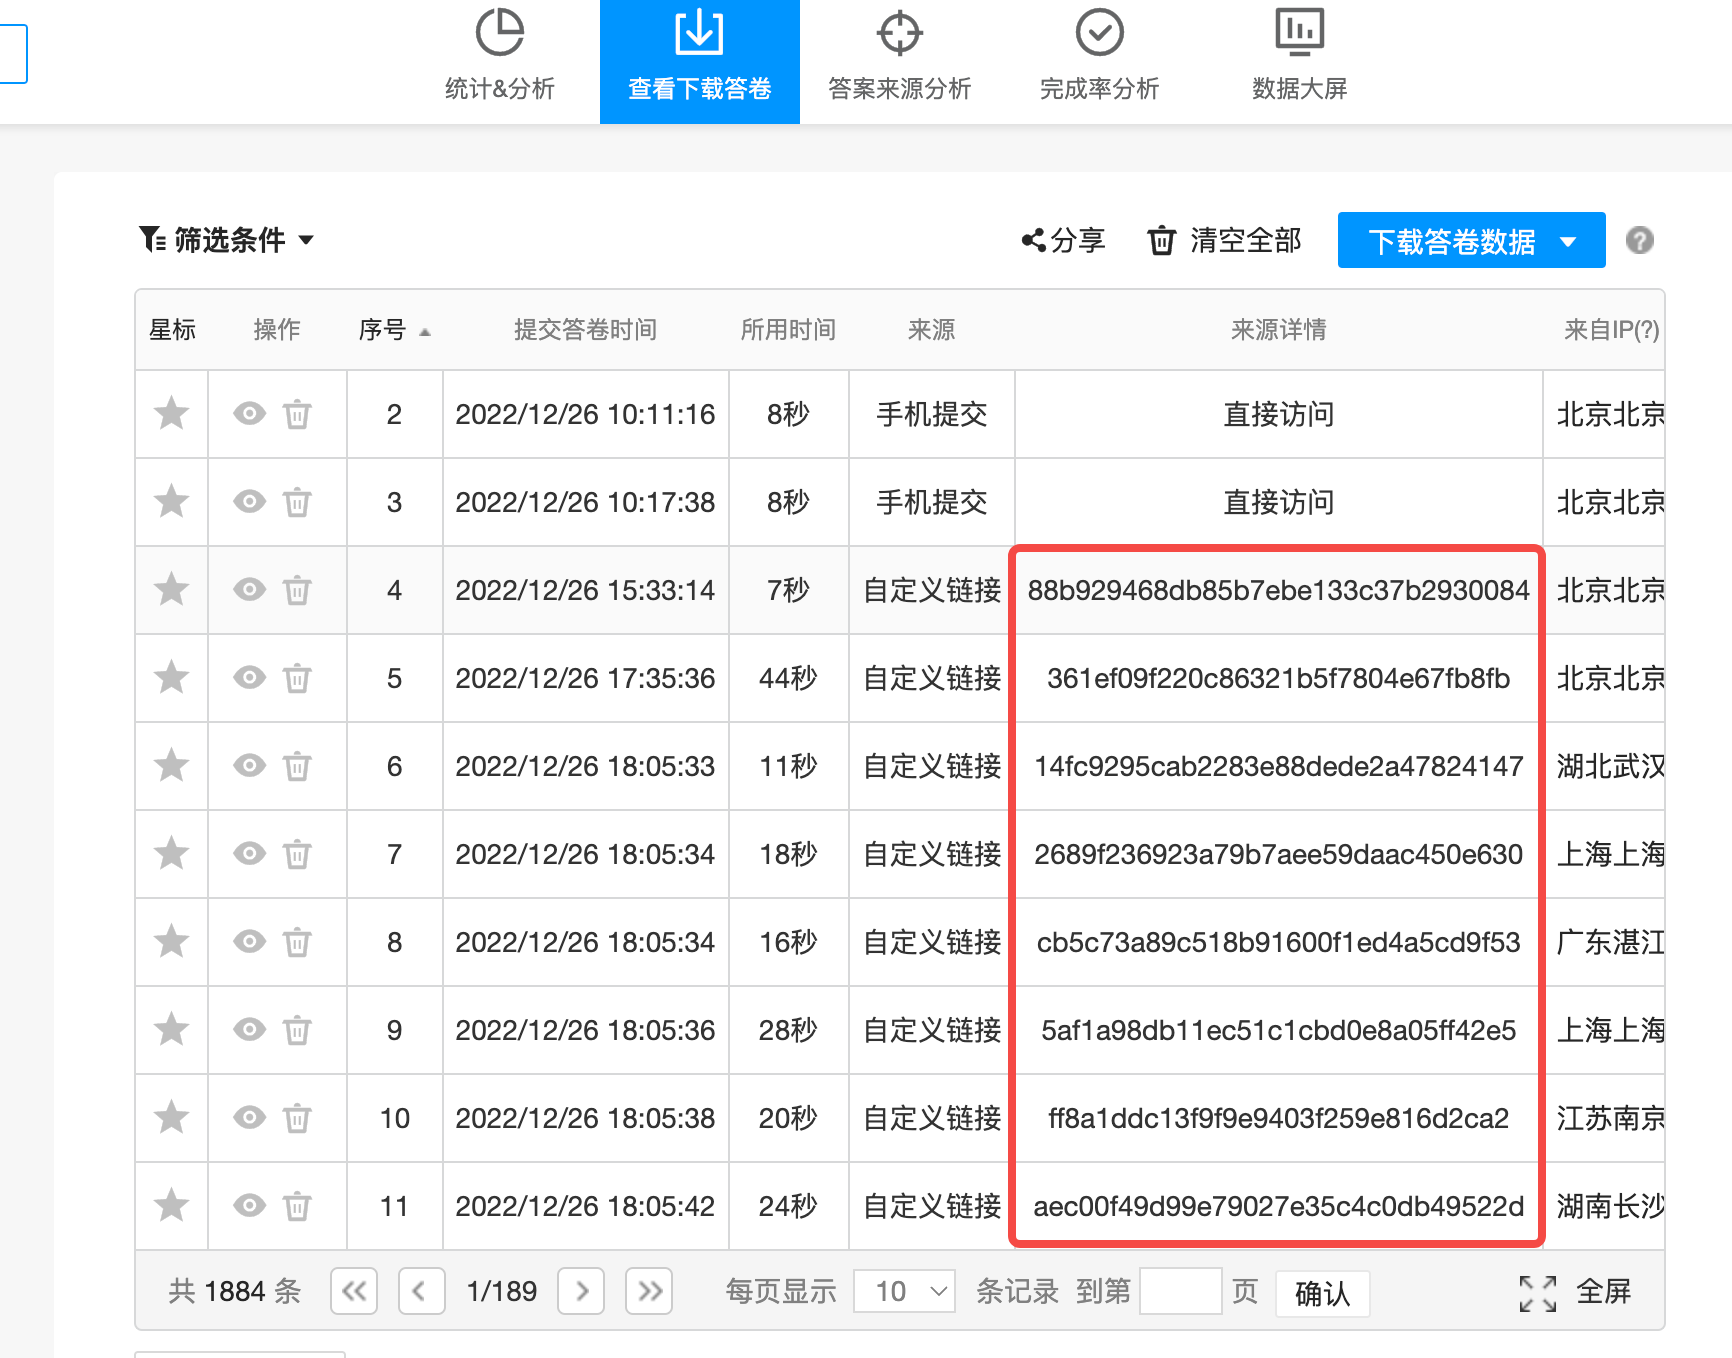 统计&分析 查看下载答卷 答案来源分析 完成率分析 数据大屏
筛选条件 分享 清空全部 下载答卷数据 ?
星标 操作 序号 提交答卷时间 所用时间 来源 来源详情 来自IP(?)
2 2022/12/26 10:11:16 8秒 手机提交 直接访问 北京北京
3 2022/12/26 10:17:38 8秒 手机提交 直接访问 北京北京
4 2022/12/26 15:33:14 7秒 自定义链接 88b929468db85b7ebe133c37b2930084 北京北京
5 2022/12/26 17:35:36 44秒 自定义链接 361ef09f220c86321b5f7804e67fb8fb 北京北京
6 2022/12/26 18:05:33 11秒 自定义链接 14fc9295cab2283e88dede2a47824147 湖北武汉
7 2022/12/26 18:05:34 18秒 自定义链接 2689f236923a79b7aee59daac450e630 上海上海
8 2022/12/26 18:05:34 16秒 自定义链接 cb5c73a89c518b91600f1ed4a5cd9f53 广东湛江
9 2022/12/26 18:05:36 28秒 自定义链接 5af1a98db11ec51c1cbd0e8a05ff42e5 上海上海
10 2022/12/26 18:05:38 20秒 自定义链接 ff8a1ddc13f9f9e9403f259e816d2ca2 江苏南京
11 2022/12/26 18:05:42 24秒 自定义链接 aec00f49d99e79027e35c4c0db49522d 湖南长沙
共 1884 条 1/189 每页显示 10 条记录 到第 页 确认 全屏